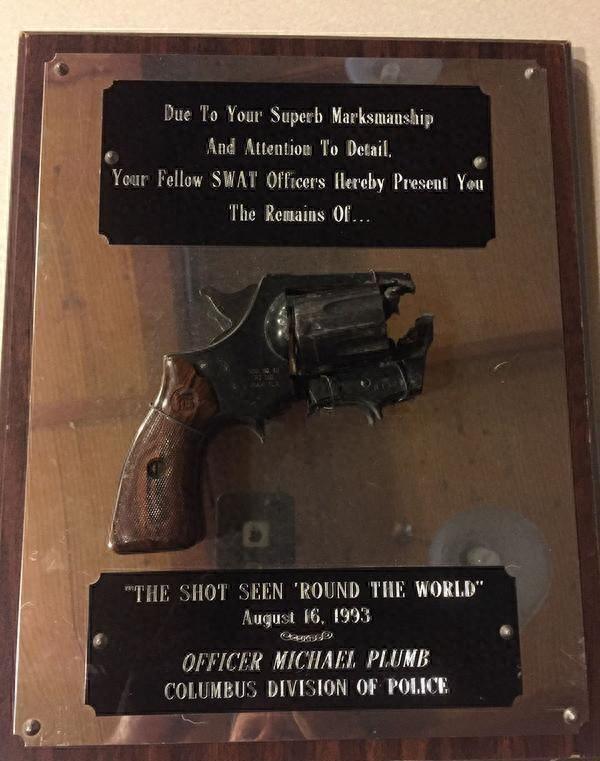 Due To Your Superb Marksmanship
And Attention To Detail,
Your Fellow SWAT Officers Hereby Present You
The Remains Of...
"THE SHOT SEEN 'ROUND THE WORLD"
August 16, 1993
OFFICER MICHAEL PLUMB
COLUMBUS DIVISION OF POLICE